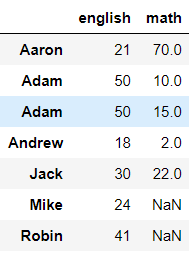 english math
Aaron 21 70.0
Adam 50 10.0
Adam 50 15.0
Andrew 18 2.0
Jack 30 22.0
Mike 24 NaN
Robin 41 NaN